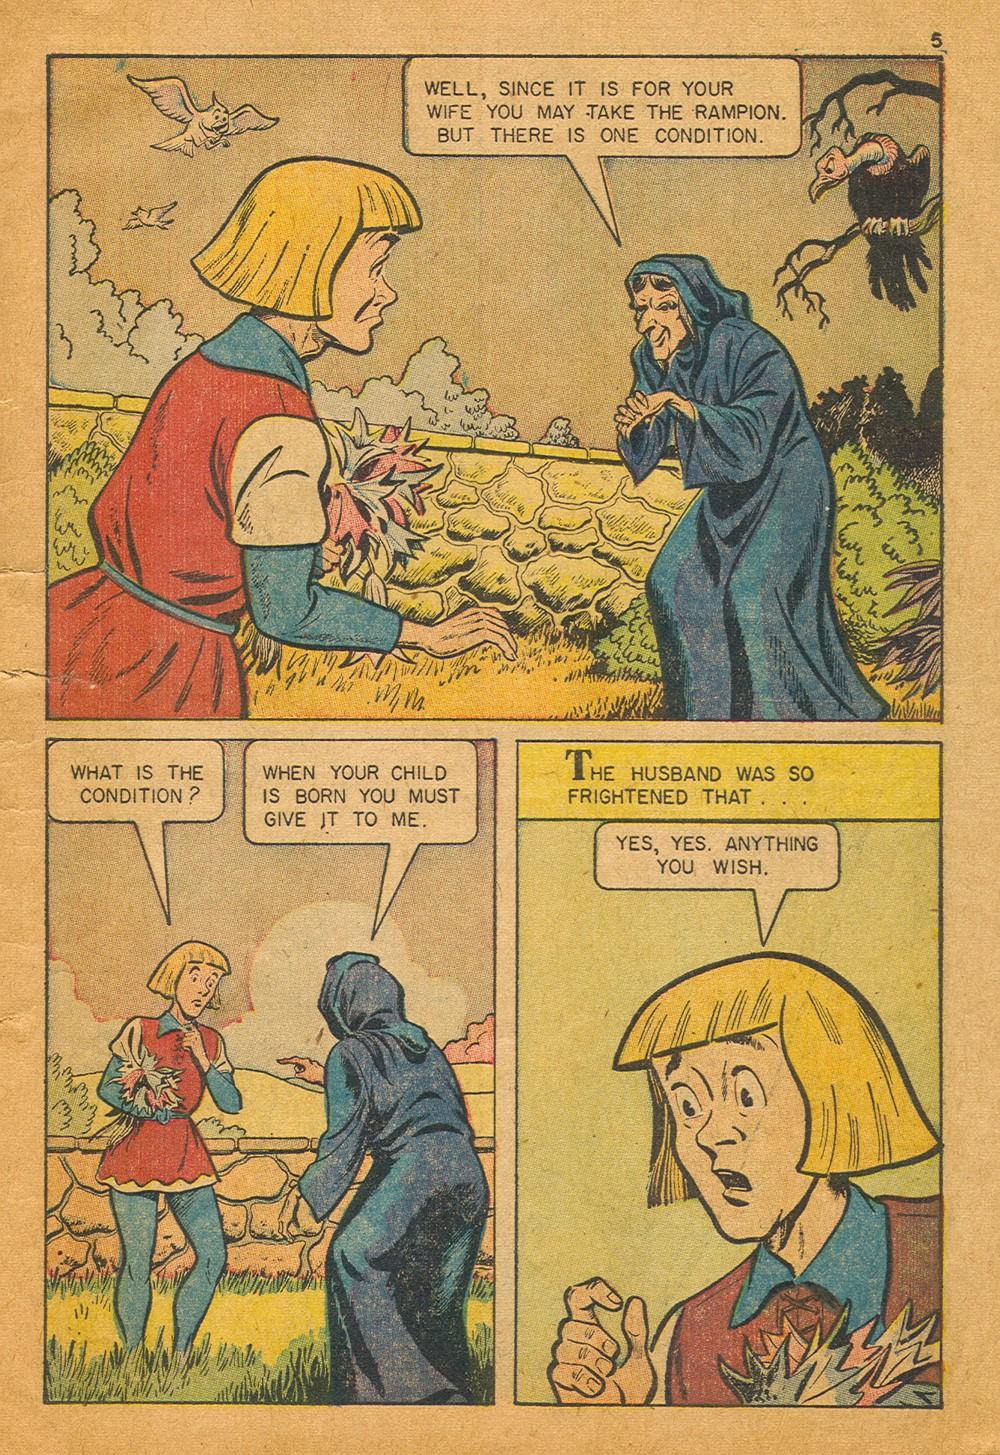 5
WELL, SINCE IT IS FOR YOUR
WIFE YOU MAY TAKE THE RAMPION.
BUT THERE IS ONE CONDITION.
WHAT IS THE
CONDITION?
WHEN YOUR CHILD
IS BORN YOU MUST
GIVE IT TO ME.
THE HUSBAND WAS SO
FRIGHTENED THAT . . .
YES, YES. ANYTHING
YOU WISH.